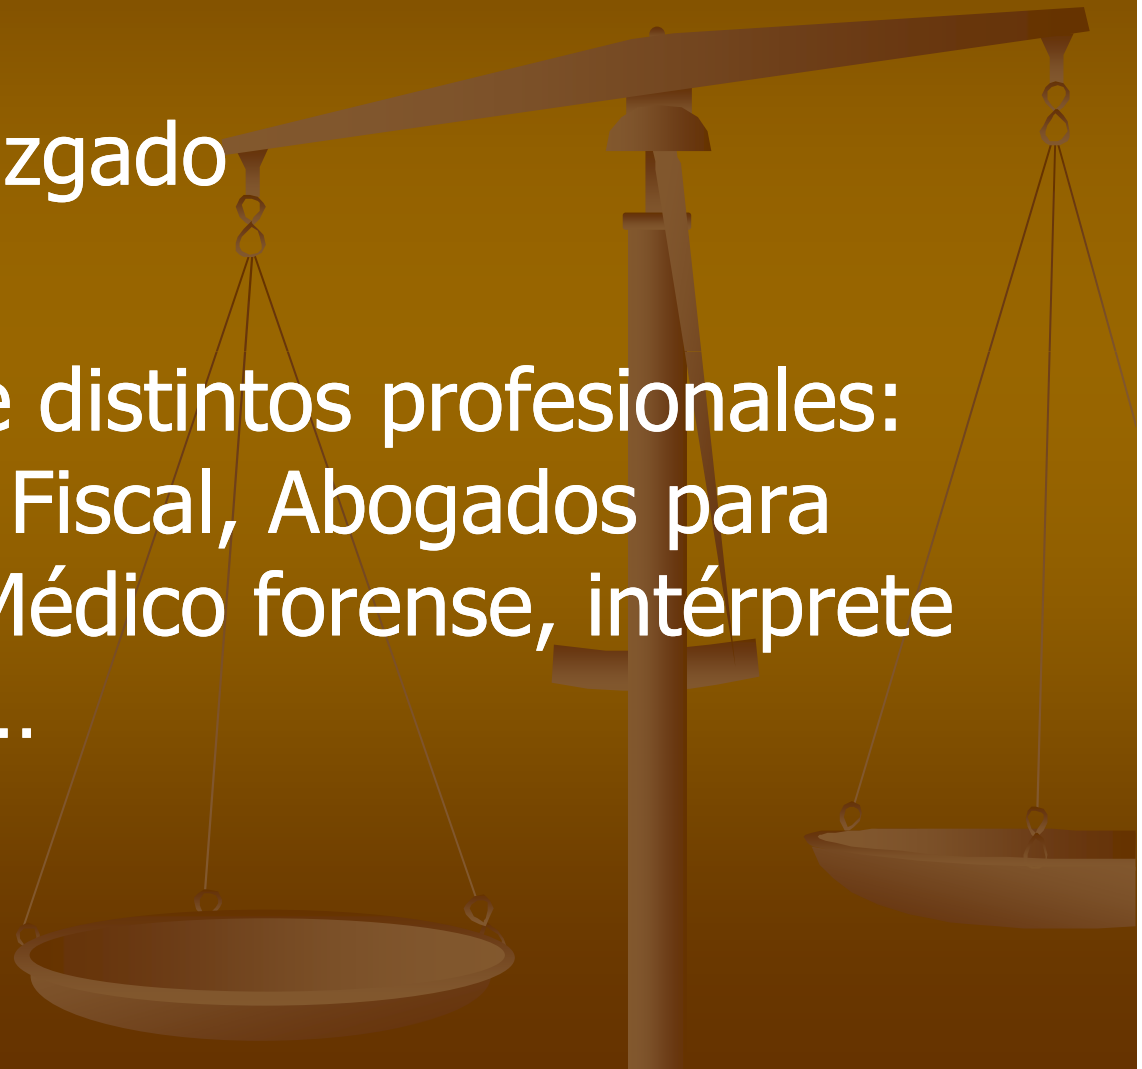 zgado
e distintos profesionales:
Fiscal, Abogados para
Médico forense, intérprete
..